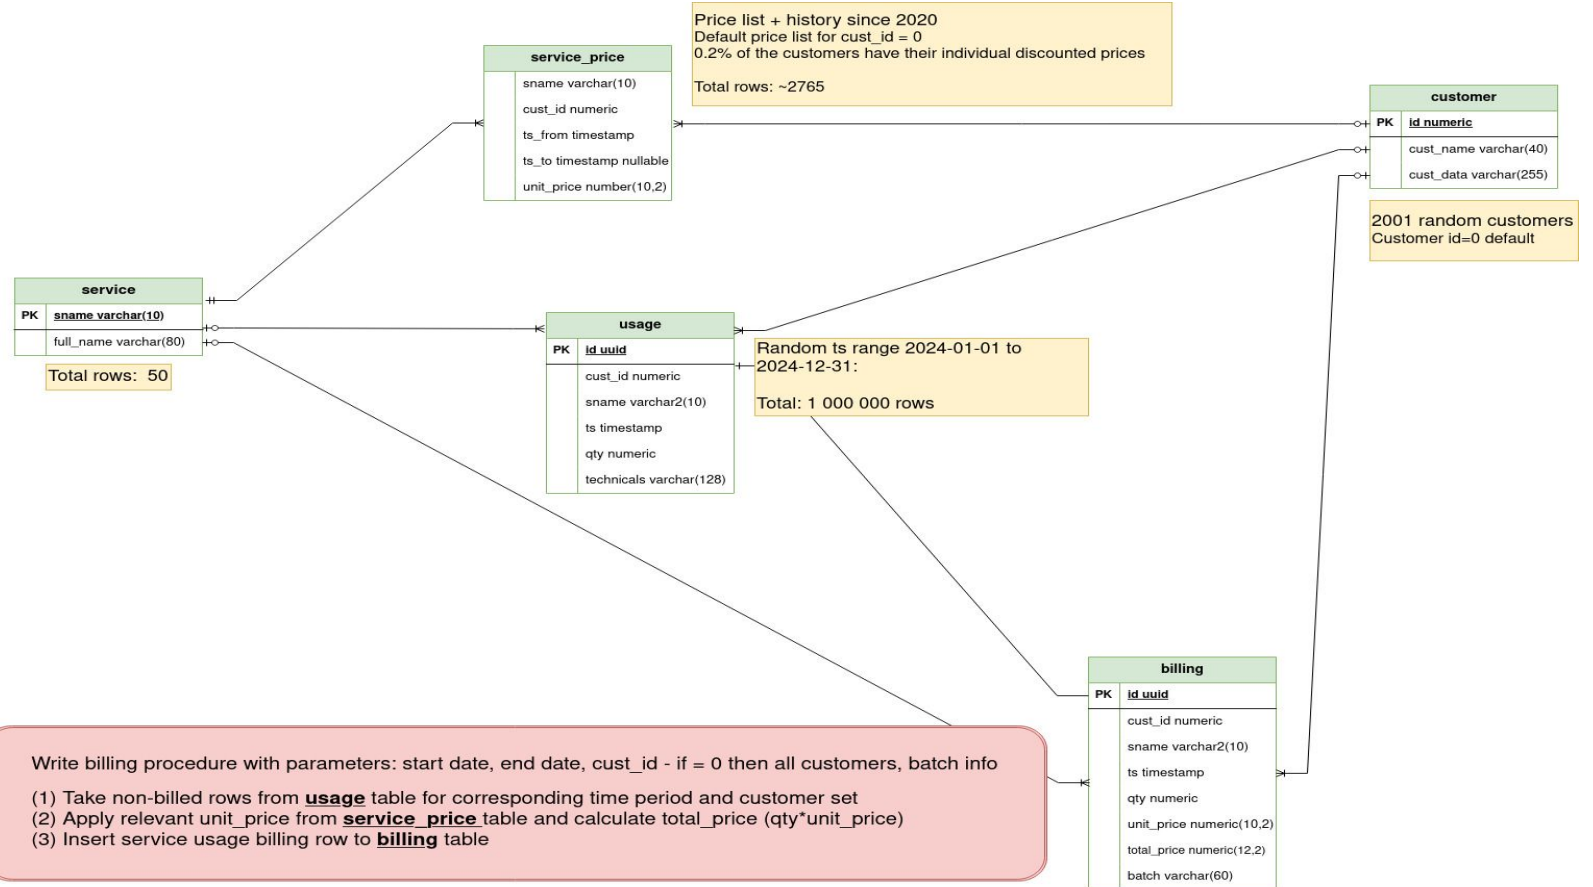 Price list + history since 2020
Default price list for cust_id = 0
0.2% of the customers have their individual discounted prices
Total rows: ~2765
service_price
sname varchar(10)
cust_id numeric
ts_from timestamp
ts_to timestamp nullable
unit_price number(10,2)
customer
PK id numeric
cust_name varchar(40)
cust_data varchar(255)
2001 random customers
Customer id=0 default
service
PK sname varchar(10)
full_name varchar(80)
Total rows: 50
usage
PK id uuid
cust_id numeric
sname varchar2(10)
ts timestamp
qty numeric
technicals varchar(128)
Random ts range 2024-01-01 to
2024-12-31:
Total: 1 000 000 rows
billing
PK id uuid
cust_id numeric
sname varchar2(10)
ts timestamp
qty numeric
unit_price numeric(10,2)
total_price numeric(12,2)
batch varchar(60)
Write billing procedure with parameters: start date, end date, cust_id - if = 0 then all customers, batch info
(1) Take non-billed rows from usage table for corresponding time period and customer set
(2) Apply relevant unit_price from service_price table and calculate total_price (qty*unit_price)
(3) Insert service usage billing row to billing table